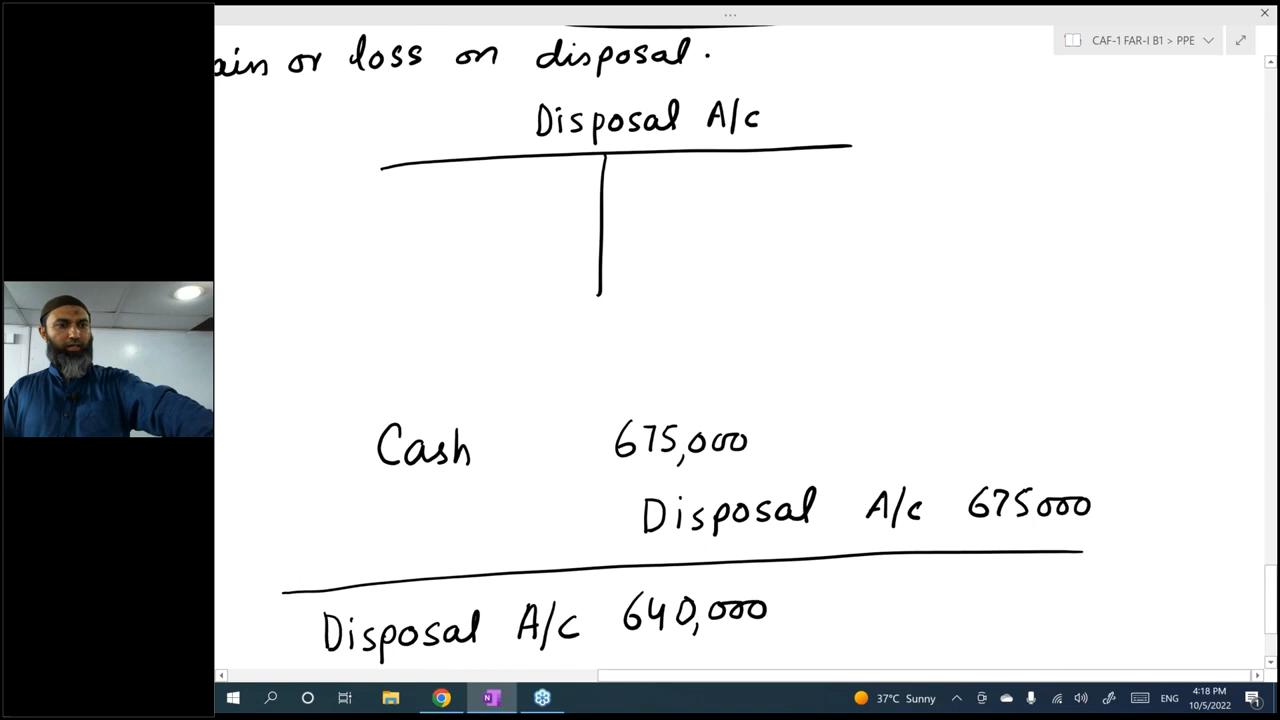 CAF-1 FAR-I B1 > PPE
ain or loss on disposal.
Disposal A/c
Cash 675,000
Disposal A/c 675000
Disposal A/c 640,000
37°C Sunny
ENG
4:18 PM
10/5/2022
1